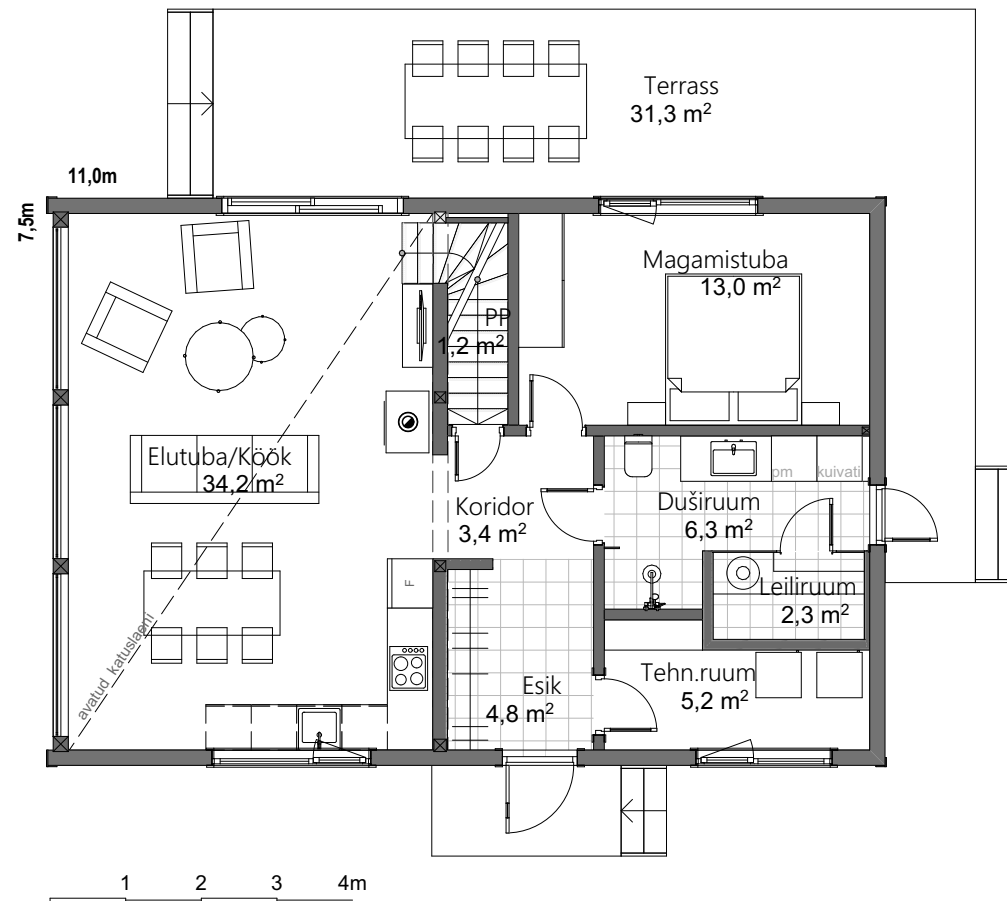 Terrass
31,3 m²
11,0m
7,5m
Magamistuba
13,0 m²
PP
1,2 m²
Elutuba/Köök
34,2 m²
pm
kuivati
Koridor
3,4 m²
Duširuum
6,3 m²
F
Leiliruum
2,3 m²
avatud katuslaeni
Esik
4,8 m²
Tehn.ruum
5,2 m²
1 2 3 4m